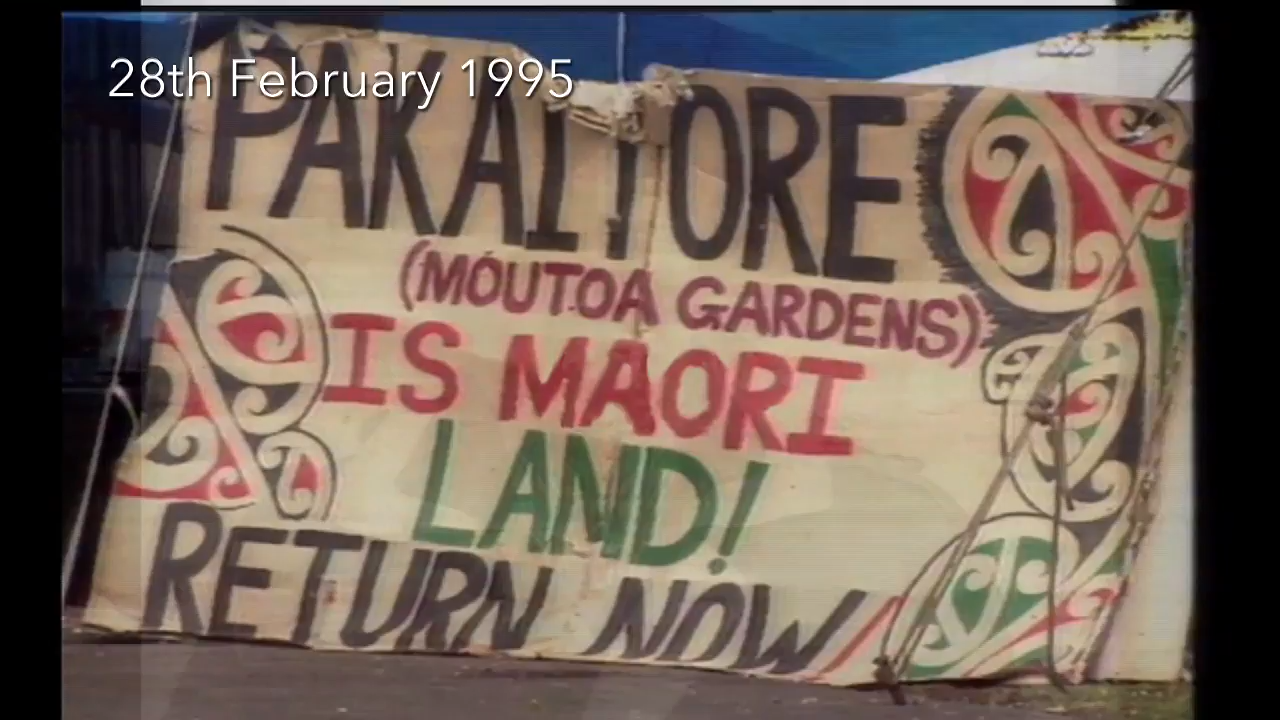 28th February 1995
PAKAITORE
(MOUTOA GARDENS)
IS MAORI
LAND!
RETURN NOW